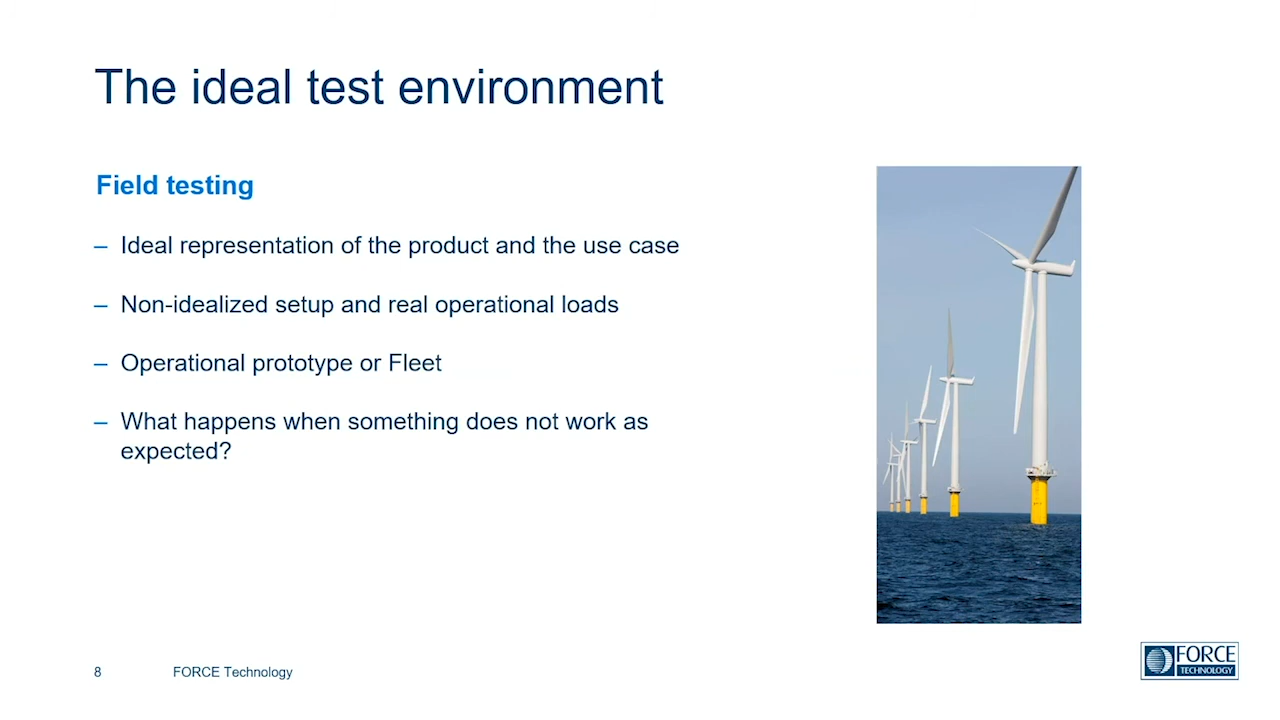 The ideal test environment
Field testing
– Ideal representation of the product and the use case
– Non-idealized setup and real operational loads
– Operational prototype or Fleet
– What happens when something does not work as
expected?
8
FORCE Technology
FORCE
TECHNOLOGY